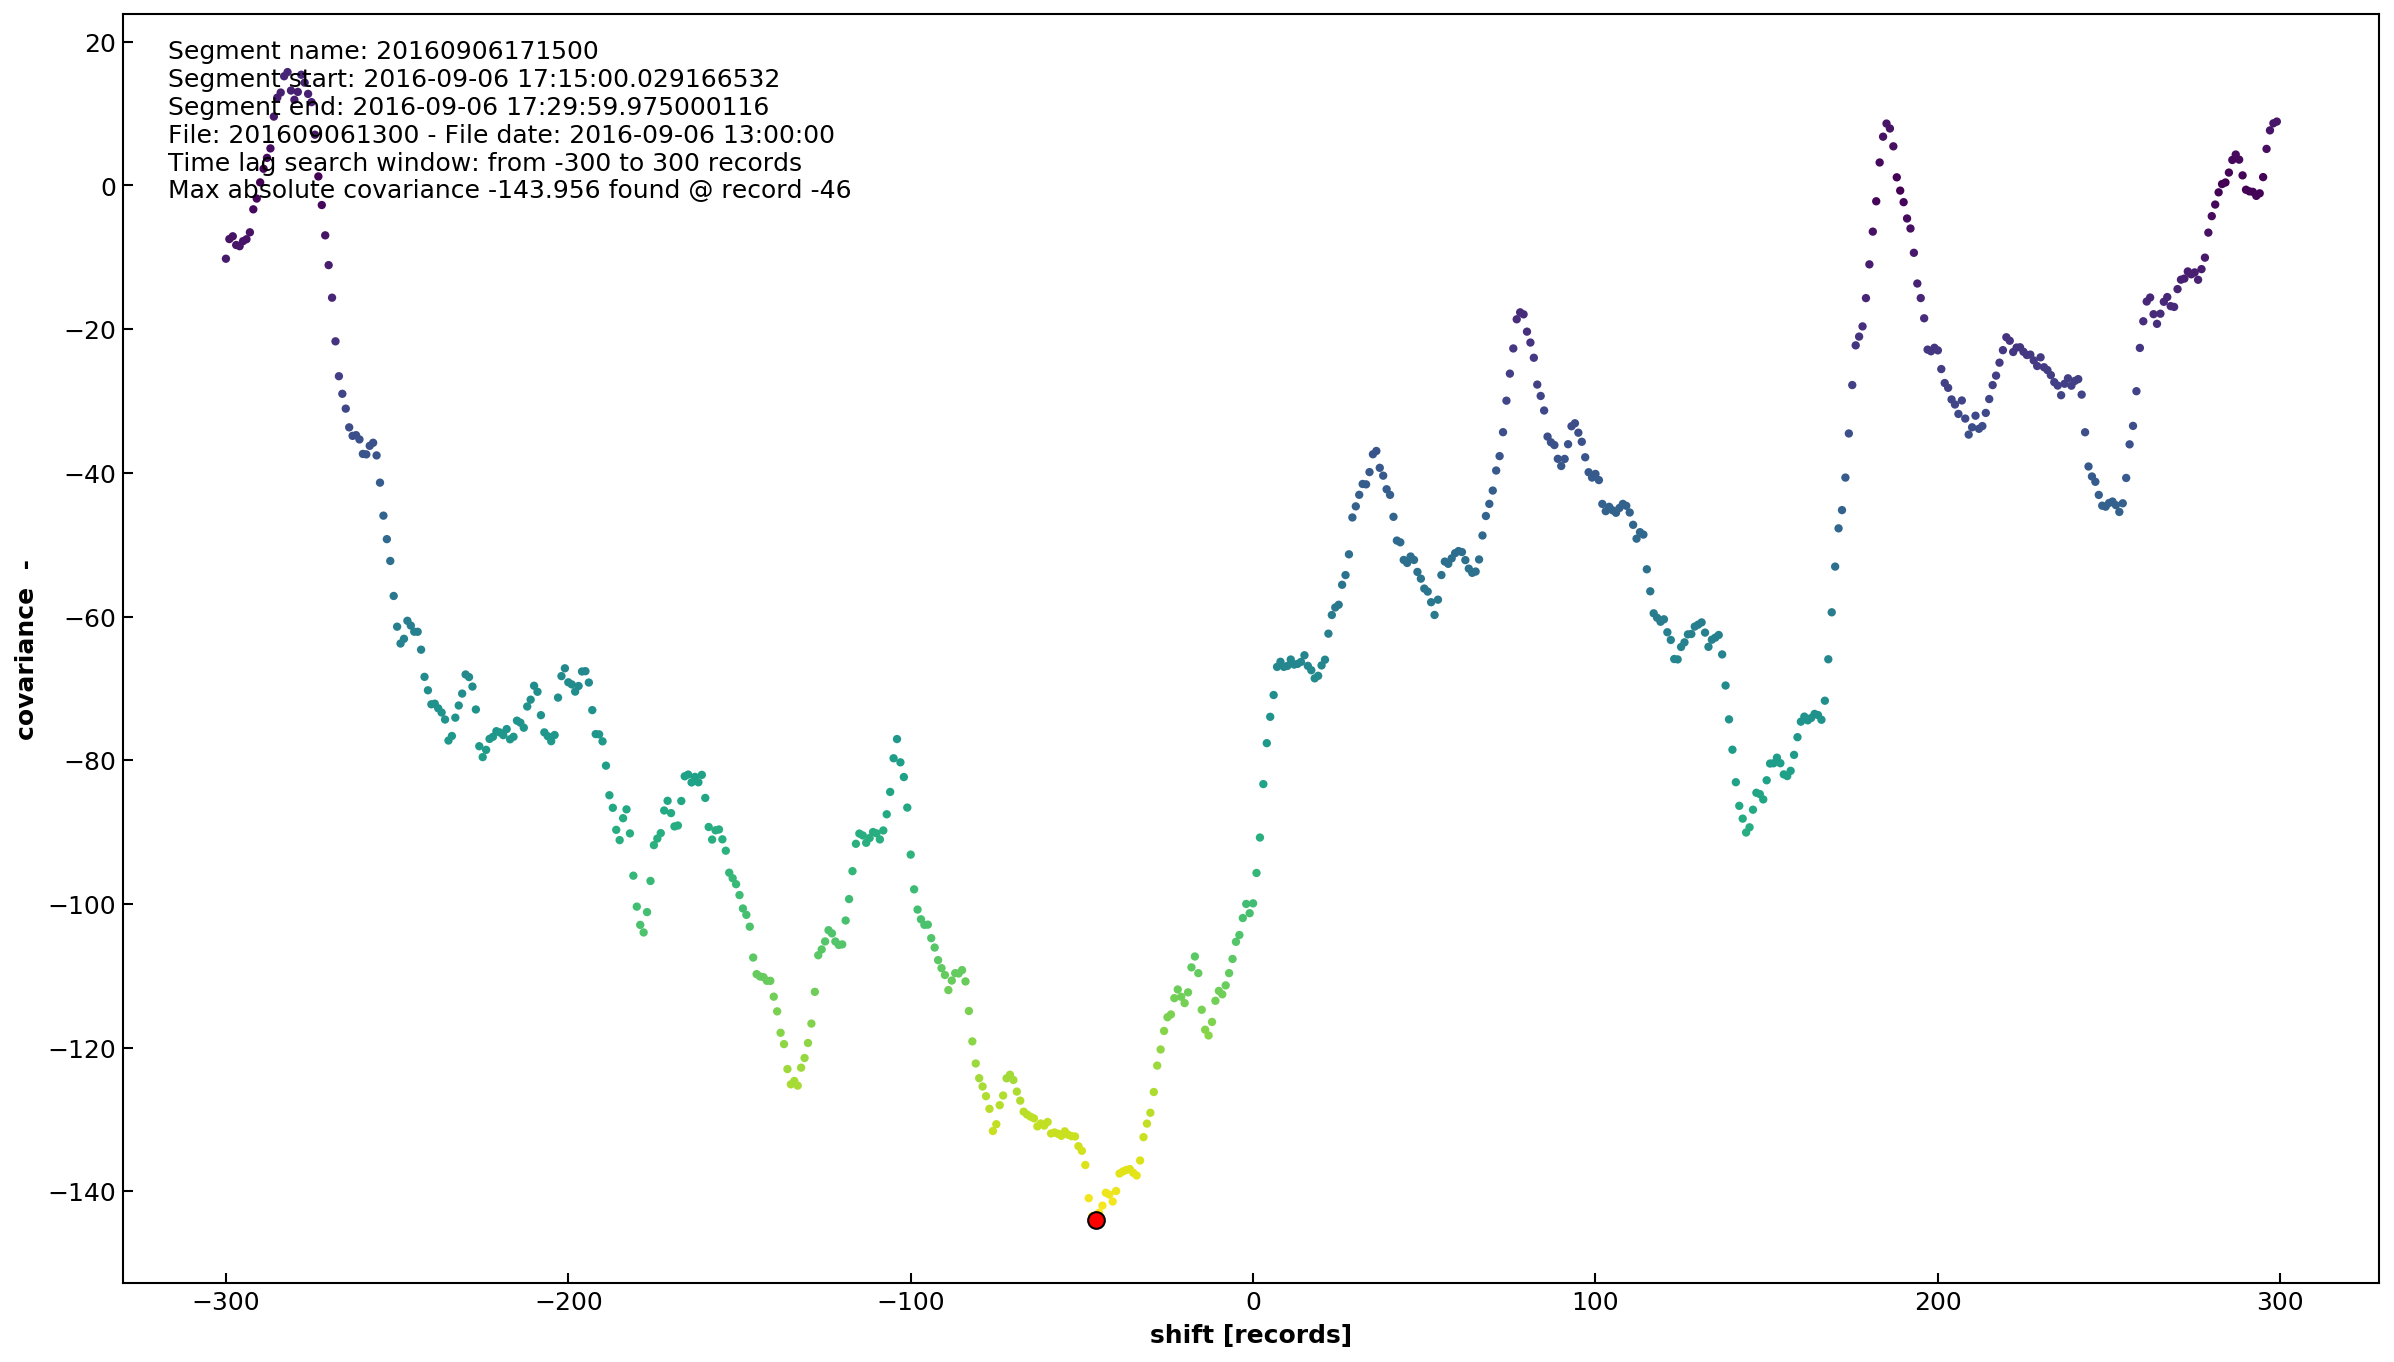 Segment name: 20160906171500
Segment start: 2016-09-06 17:15:00.029166532
Segment end: 2016-09-06 17:29:59.975000116
File: 201609061300 - File date: 2016-09-06 13:00:00
Time lag search window: from -300 to 300 records
Max absolute covariance -143.956 found @ record -46
20
0
−20
−40
−60
−80
−100
−120
−140
covariance -
−300 −200 −100 0 100 200 300
shift [records]